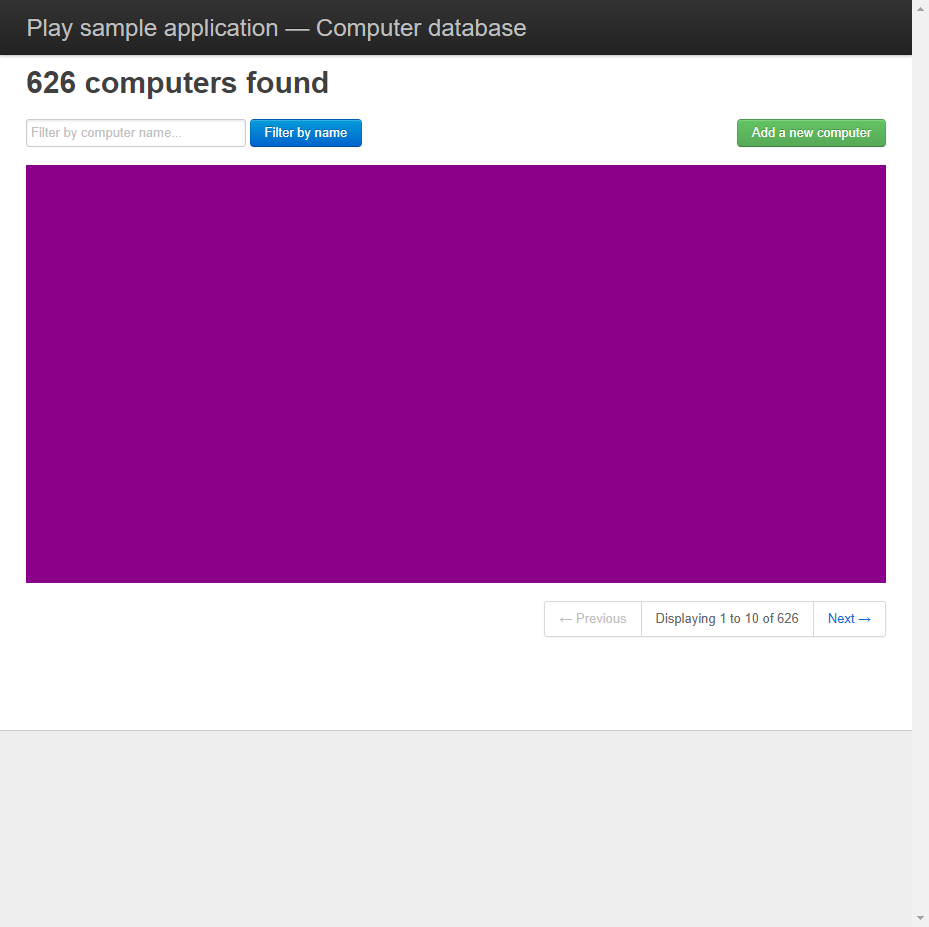 Play sample application — Computer database
626 computers found
Filter by computer name... Filter by name Add a new computer
← Previous Displaying 1 to 10 of 626 Next →